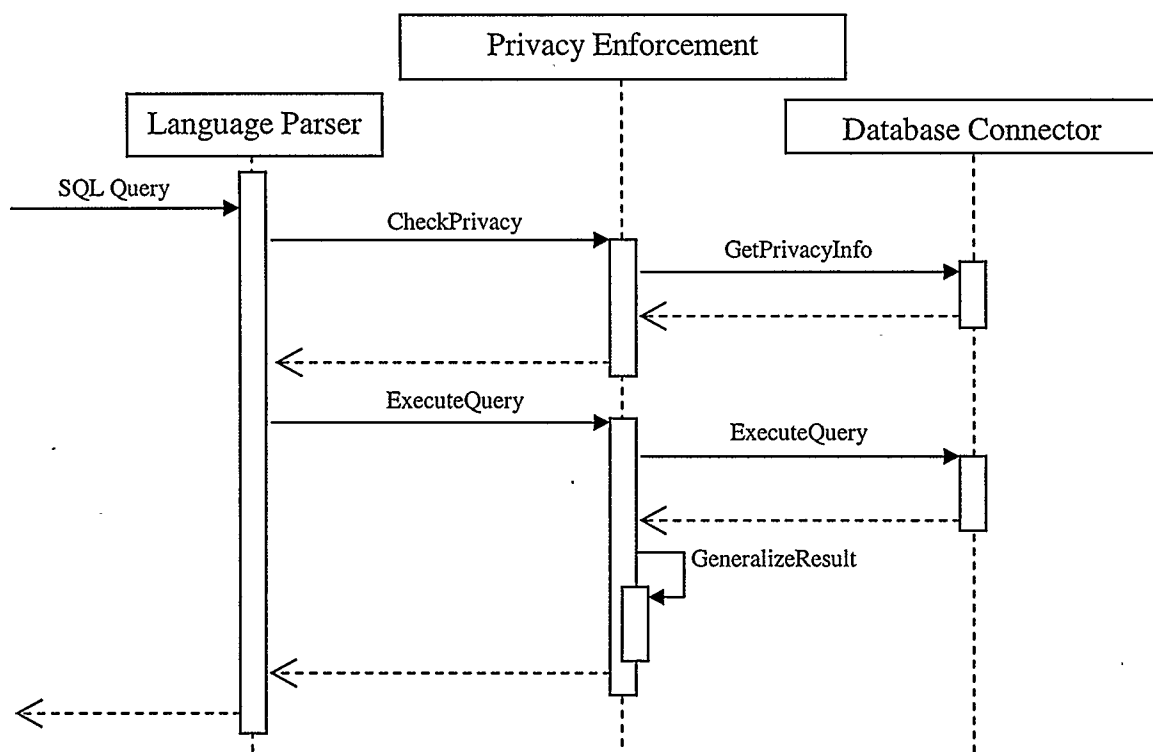 Privacy Enforcement
Language Parser
Database Connector
SQL Query
CheckPrivacy
GetPrivacyInfo
ExecuteQuery
ExecuteQuery
GeneralizeResult